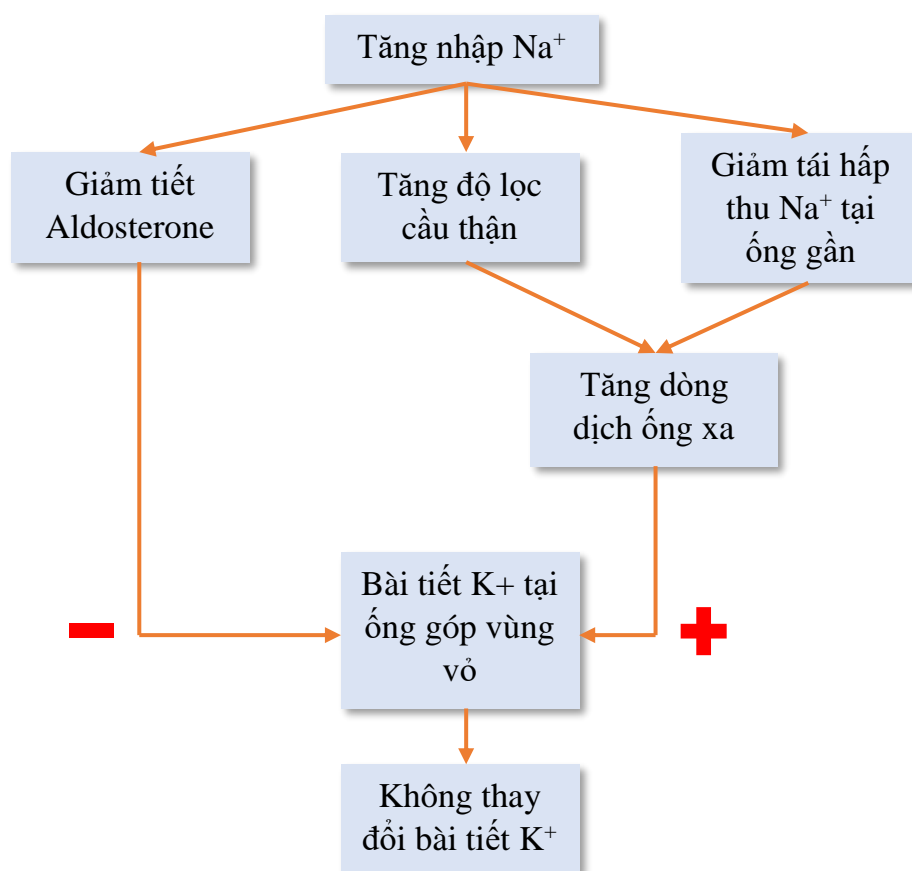 Tăng nhập Na⁺
Giảm tiết
Aldosterone
Tăng độ lọc
cầu thận
Giảm tái hấp
thu Na⁺ tại
ống gần
Tăng dòng
dịch ống xa
Bài tiết K+ tại
ống góp vùng
vỏ
Không thay
đổi bài tiết K⁺